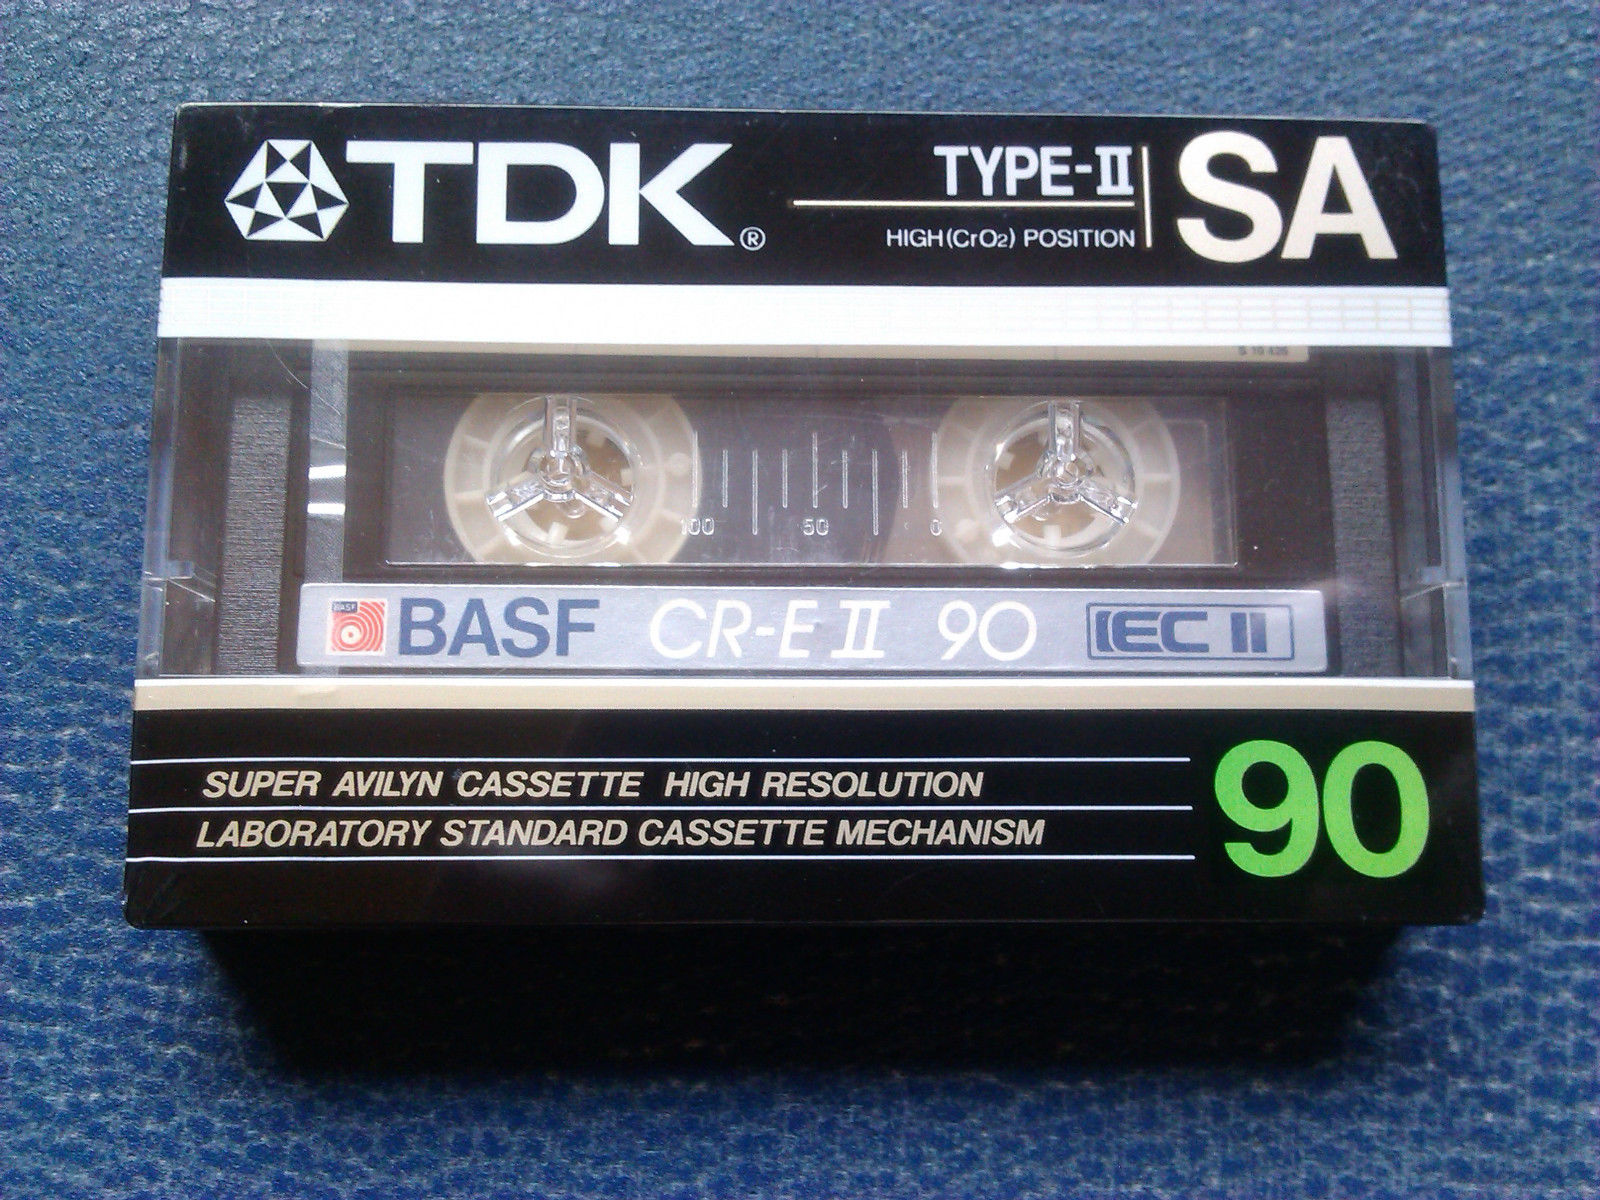 TDK®
TYPE-II
SA
HIGH (CrO2) POSITION
100 50 0
BASF
BASF CR-E II 90 IEC II
SUPER AVILYN CASSETTE HIGH RESOLUTION
LABORATORY STANDARD CASSETTE MECHANISM
90